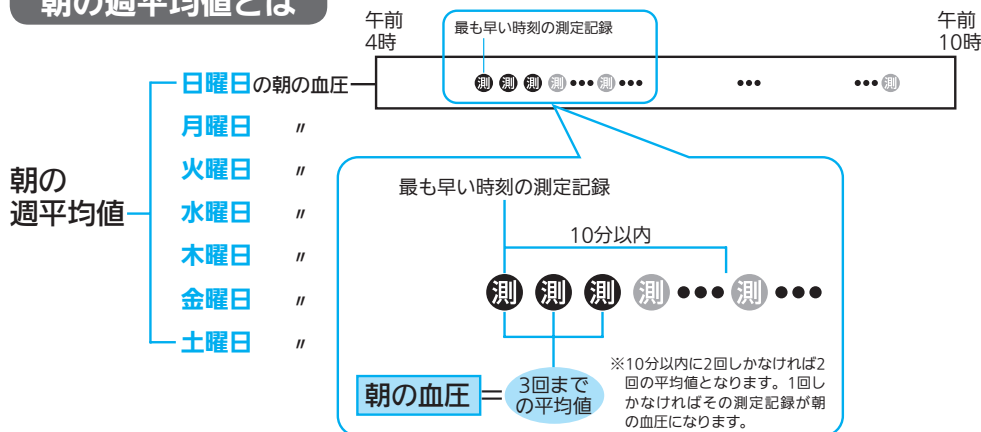 朝の週平均値とは
午前
4時
午前
10時
最も早い時刻の測定記録
測 測 測 測 ••• 測 ••• ••• ••• 測
日曜日の朝の血圧
月曜日 〃
火曜日 〃
水曜日 〃
木曜日 〃
金曜日 〃
土曜日 〃
朝の
週平均値
最も早い時刻の測定記録
10分以内
測 測 測 測 ••• 測 •••
朝の血圧 = 3回まで
の平均値
※10分以内に2回しかなければ2
回の平均値となります。1回し
かなければその測定記録が朝
の血圧になります。